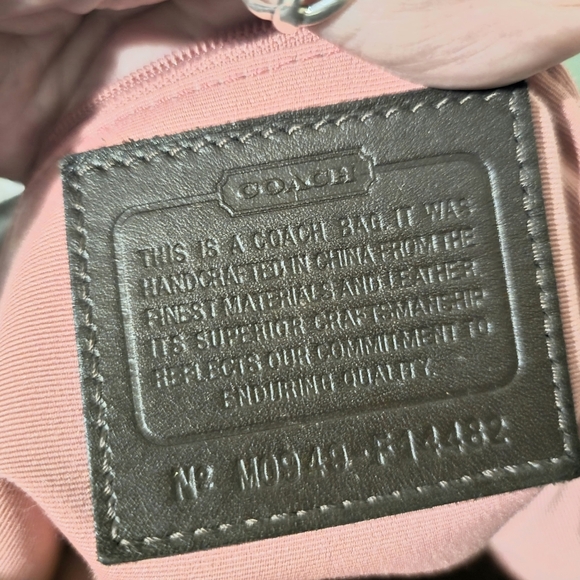 COACH
THIS IS A COACH BAG. IT WAS
HANDCRAFTED IN CHINA FROM THE
FINEST MATERIALS AND LEATHER.
ITS SUPERIOR CRAFTSMANSHIP
REFLECTS OUR COMMITMENT TO
ENDURING QUALITY.
Nº M0949-F14482